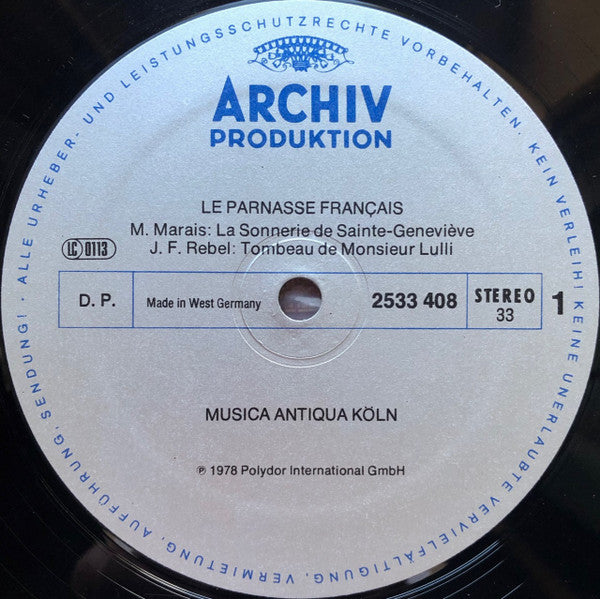 ALLE URHEBER- UND LEISTUNGSSCHUTZRECHTE VORBEHALTEN. KEIN VERLEIH! KEINE UNERLAUBTE VERVIELFÄLTIGUNG, VERMIETUNG, AUFFÜHRUNG, SENDUNG! ·
ARCHIV
PRODUKTION
LE PARNASSE FRANÇAIS
M. Marais: La Sonnerie de Sainte-Geneviève
J. F. Rebel: Tombeau de Monsieur Lulli
LC 0113
D. P. Made in West Germany 2533 408 STEREO 33 1
MUSICA ANTIQUA KÖLN
℗ 1978 Polydor International GmbH